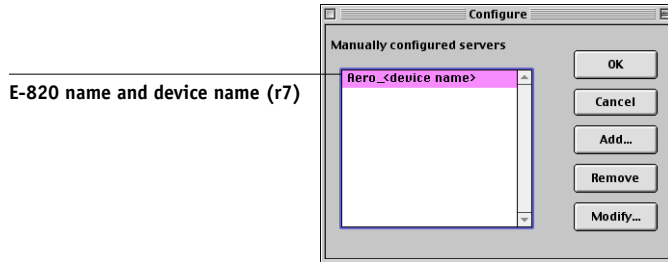 Configure
Manually configured servers
Aero_<device name>
E-820 name and device name (r7)
OK
Cancel
Add...
Remove
Modify...